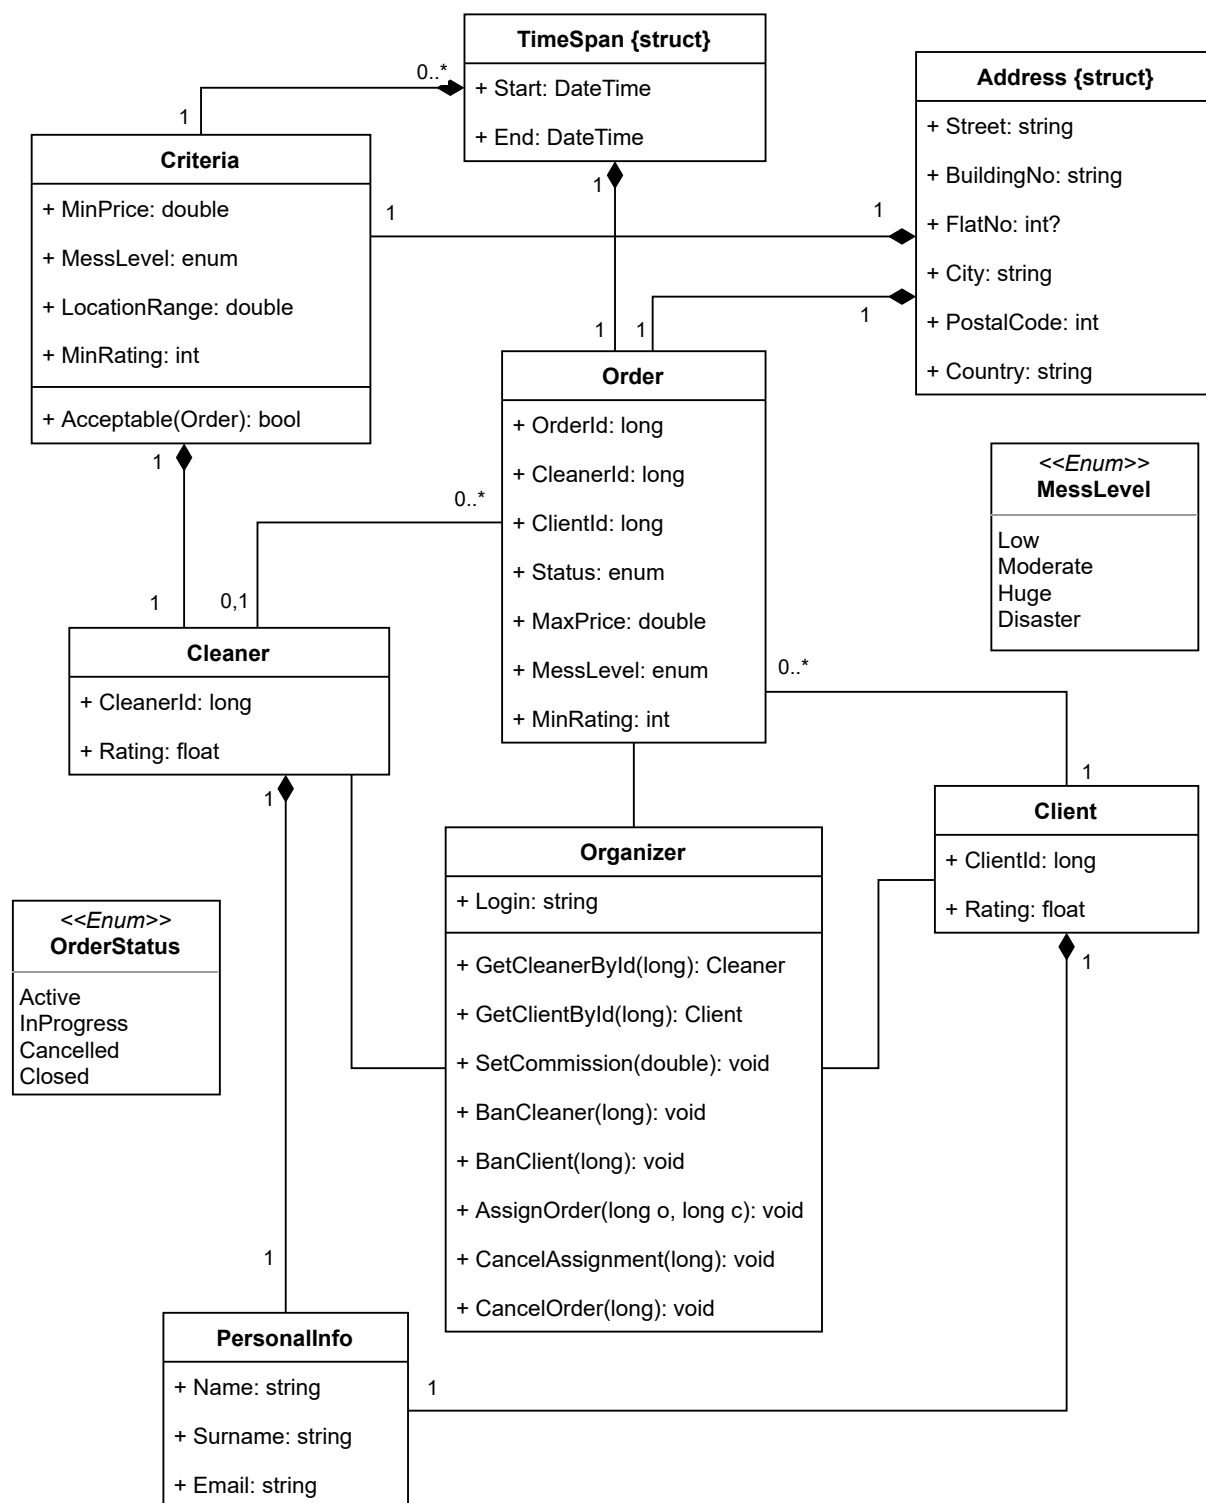 TimeSpan {struct}
+ Start: DateTime
+ End: DateTime
0..*
1
1
1
Address {struct}
+ Street: string
+ BuildingNo: string
+ FlatNo: int?
+ City: string
+ PostalCode: int
+ Country: string
1
1
1
1
Criteria
+ MinPrice: double
+ MessLevel: enum
+ LocationRange: double
+ MinRating: int
+ Acceptable(Order): bool
1
1
Order
+ OrderId: long
+ CleanerId: long
+ ClientId: long
+ Status: enum
+ MaxPrice: double
+ MessLevel: enum
+ MinRating: int
0..*
0,1
0..*
1
<<Enum>>
MessLevel
Low
Moderate
Huge
Disaster
Cleaner
+ CleanerId: long
+ Rating: float
1
1
Client
+ ClientId: long
+ Rating: float
1
1
Organizer
+ Login: string
+ GetCleanerById(long): Cleaner
+ GetClientById(long): Client
+ SetCommission(double): void
+ BanCleaner(long): void
+ BanClient(long): void
+ AssignOrder(long o, long c): void
+ CancelAssignment(long): void
+ CancelOrder(long): void
<<Enum>>
OrderStatus
Active
InProgress
Cancelled
Closed
PersonalInfo
+ Name: string
+ Surname: string
+ Email: string